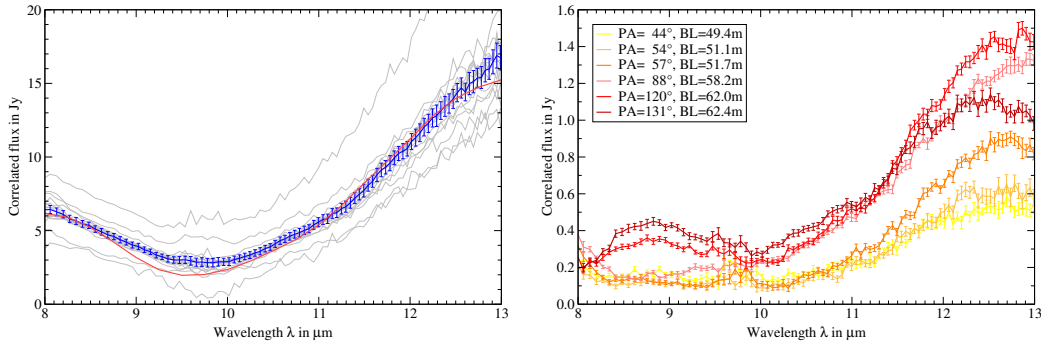 20
15
10
5
0
Correlated flux in Jy
8
9
10
11
12
13
Wavelength λ in μm
1.6
1.4
1.2
1.0
0.8
0.6
0.4
0.2
0.0
Correlated flux in Jy
PA= 44°, BL=49.4m
PA= 54°, BL=51.1m
PA= 57°, BL=51.7m
PA= 88°, BL=58.2m
PA=120°, BL=62.0m
PA=131°, BL=62.4m
8
9
10
11
12
13
Wavelength λ in μm